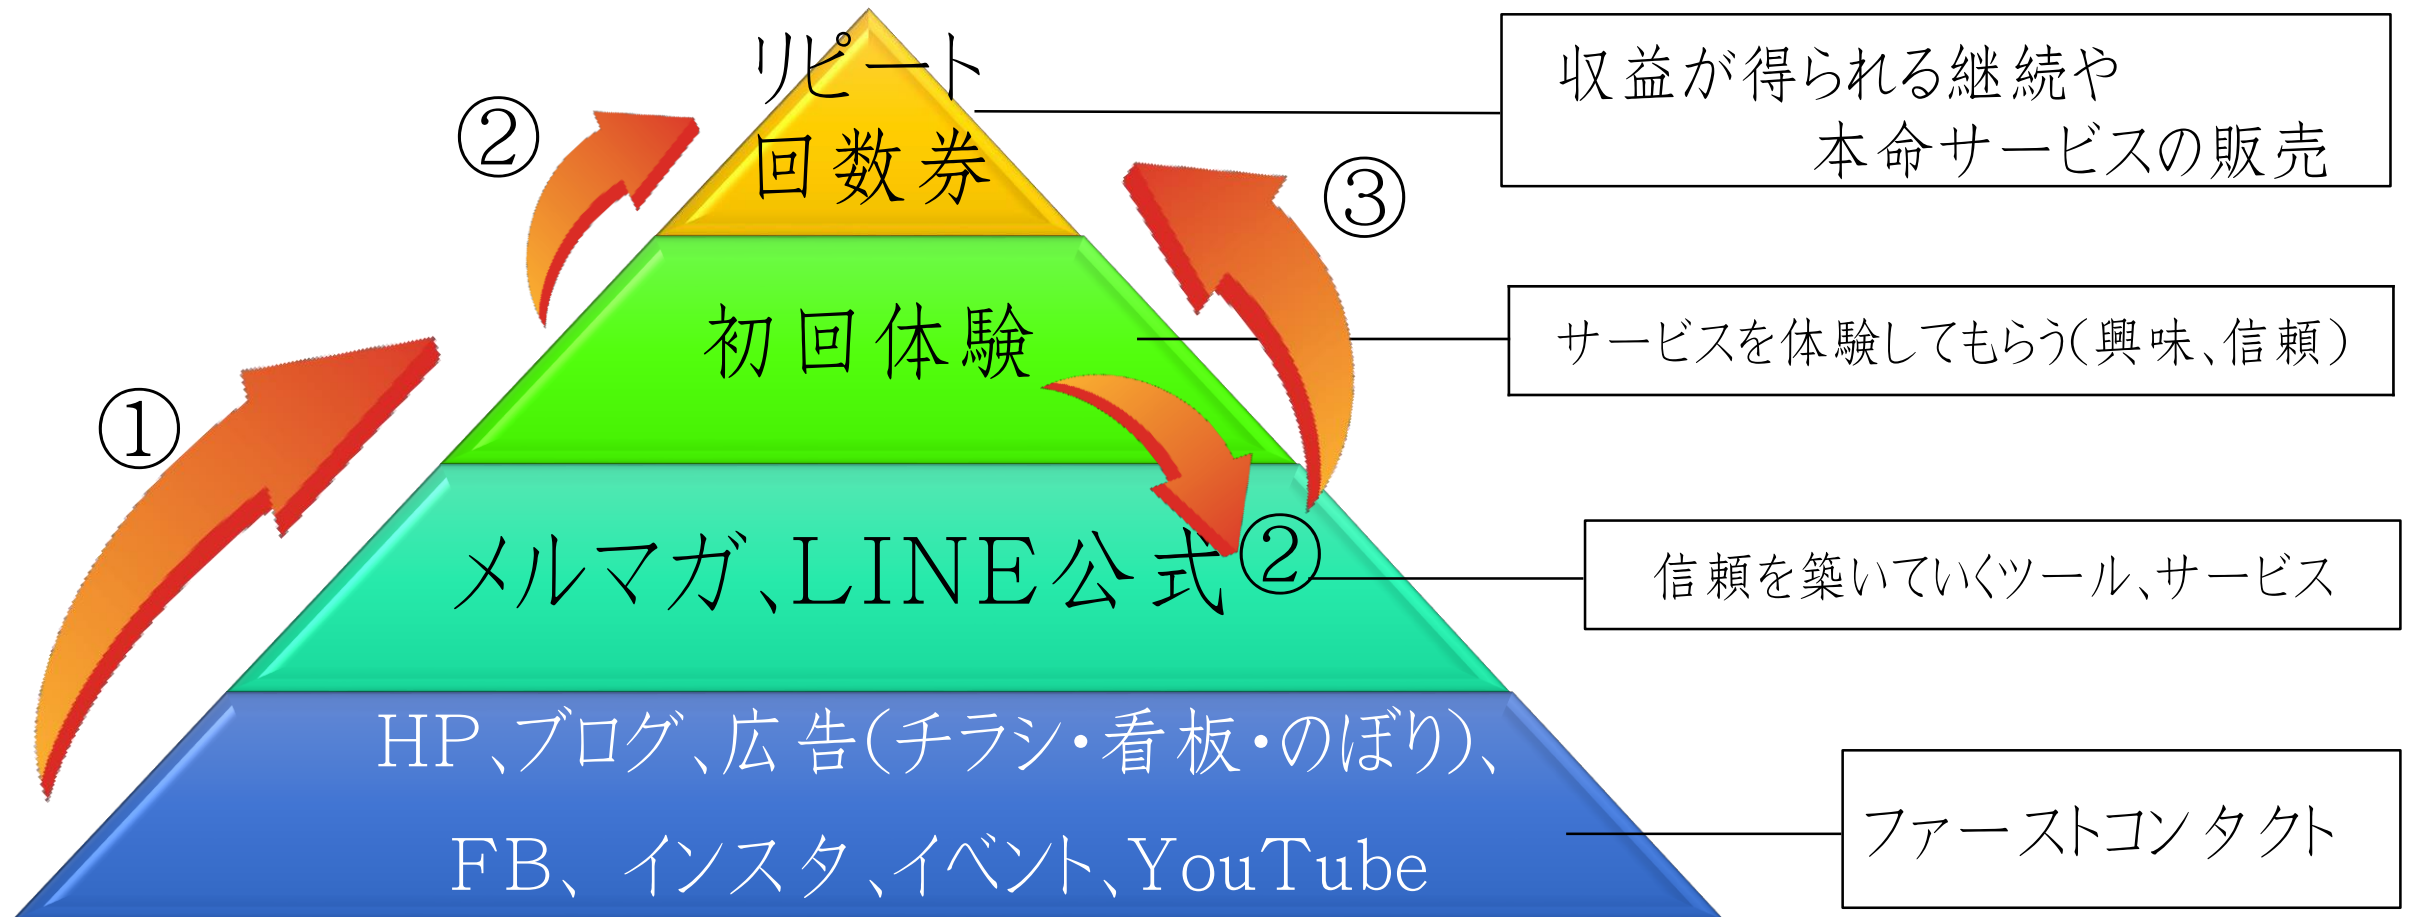 リピート
回数券
②
③
収益が得られる継続や
本命サービスの販売
初回体験
サービスを体験してもらう(興味、信頼)
①
メルマガ、LINE公式
②
信頼を築いていくツール、サービス
HP、ブログ、広告(チラシ・看板・のぼり)、
FB、インスタ、イベント、YouTube
ファーストコンタクト